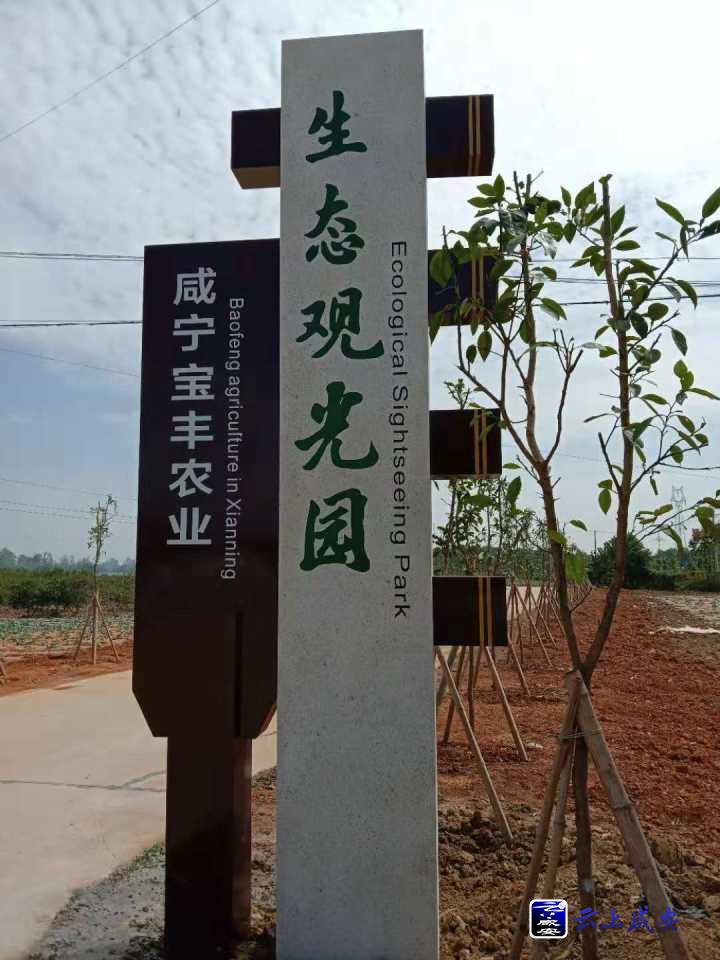 生态观光园
Ecological Sightseeing Park
咸宁宝丰农业
Baofeng agriculture in Xianning
云上咸安